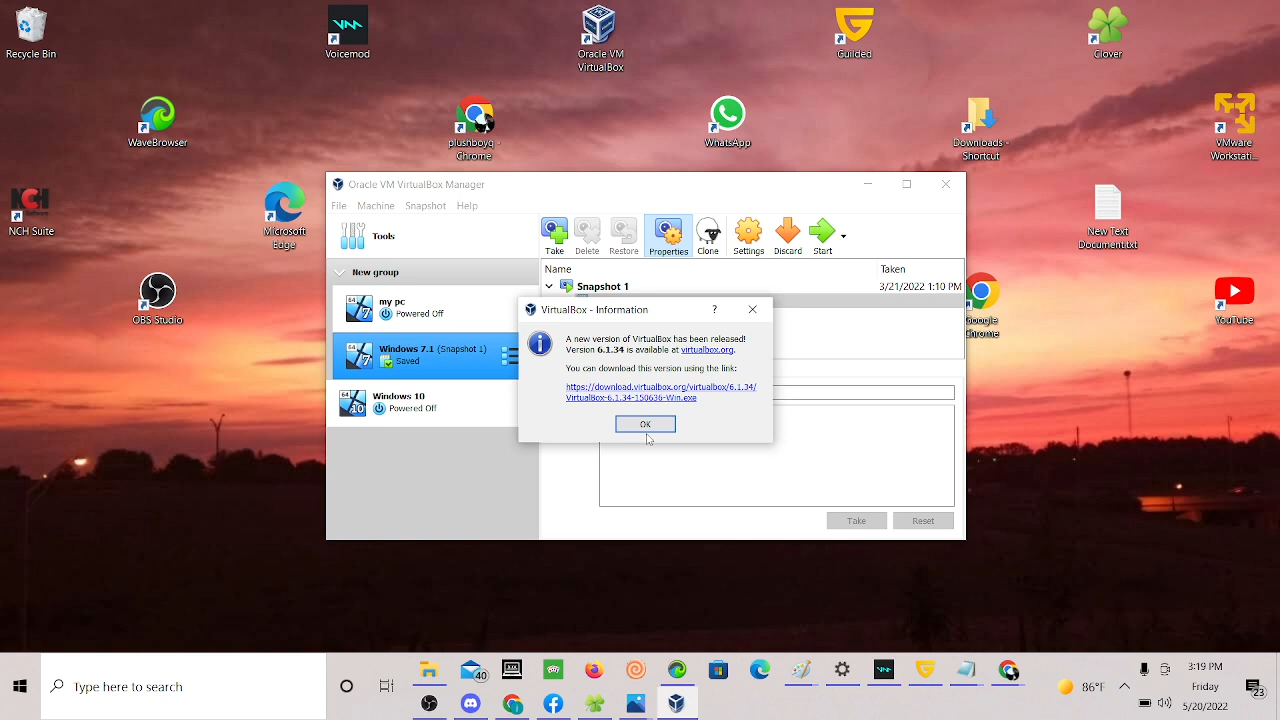 Recycle Bin
Voicemod
Oracle VM
VirtualBox
Guilded
Clover
WaveBrowser
plushboyq -
Chrome
WhatsApp
Downloads -
Shortcut
VMware
Workstati...
NCH Suite
Microsoft
Edge
New Text
Document.txt
OBS Studio
Google
Chrome
YouTube
Oracle VM VirtualBox Manager
File Machine Snapshot Help
Tools
Take Delete Restore Properties Clone Settings Discard Start
New group
Name Taken
Snapshot 1 3/21/2022 1:10 PM
my pc
Powered Off
Windows 7.1 (Snapshot 1)
Saved
Windows 10
Powered Off
VirtualBox - Information ?
A new version of VirtualBox has been released!
Version 6.1.34 is available at virtualbox.org.
You can download this version using the link:
https://download.virtualbox.org/virtualbox/6.1.34/
VirtualBox-6.1.34-150636-Win.exe
OK
Take Reset
Type here to search
40
86°F
3:19 PM
Friday
5/20/2022
23